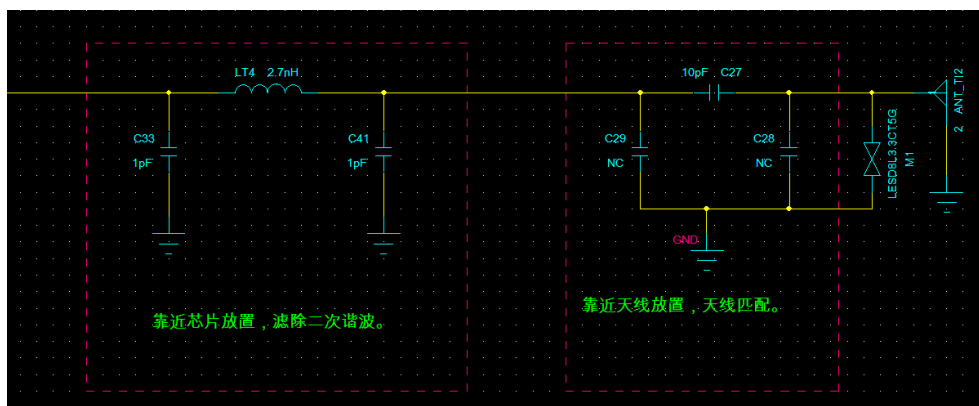 LT4 2.7nH
C33
1pF
C41
1pF
靠近芯片放置，滤除二次谐波。
10pF C27
C29
NC
C28
NC
GND
LESD8L3.3CT5G
M1
2 ANT_TI2
靠近天线放置，天线匹配。